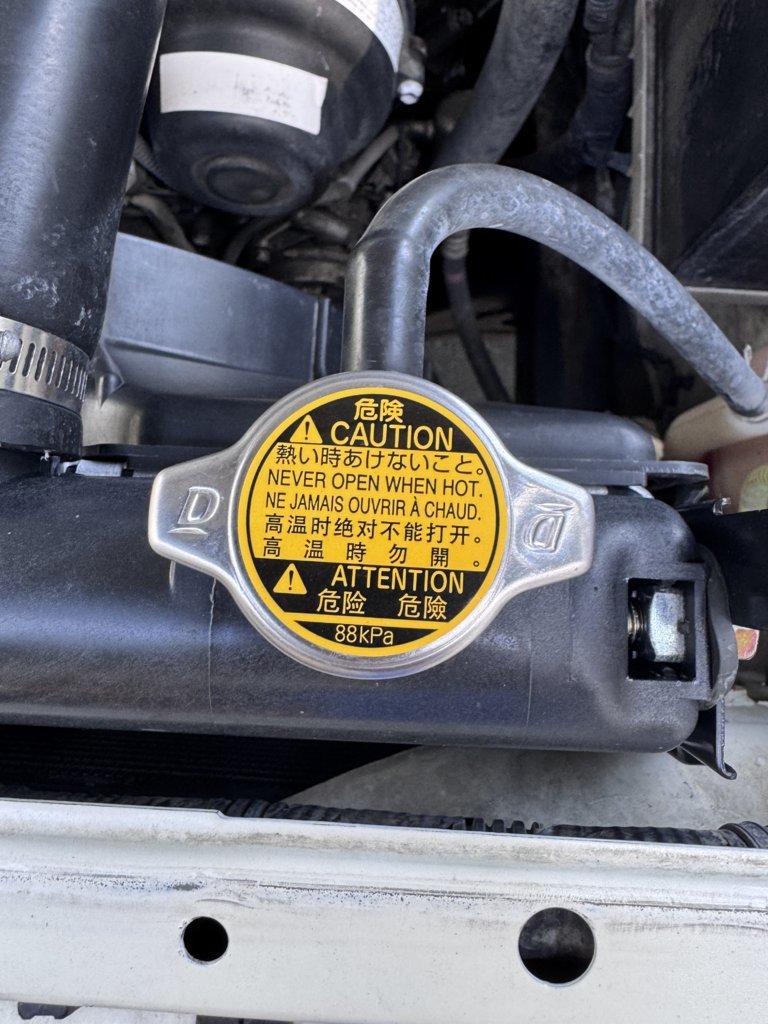 危険
CAUTION
熱い時あけないこと。
NEVER OPEN WHEN HOT.
NE JAMAIS OUVRIR À CHAUD.
高温时绝对不能打开。
高温時勿開。
ATTENTION
危险 危險
88kPa
D D